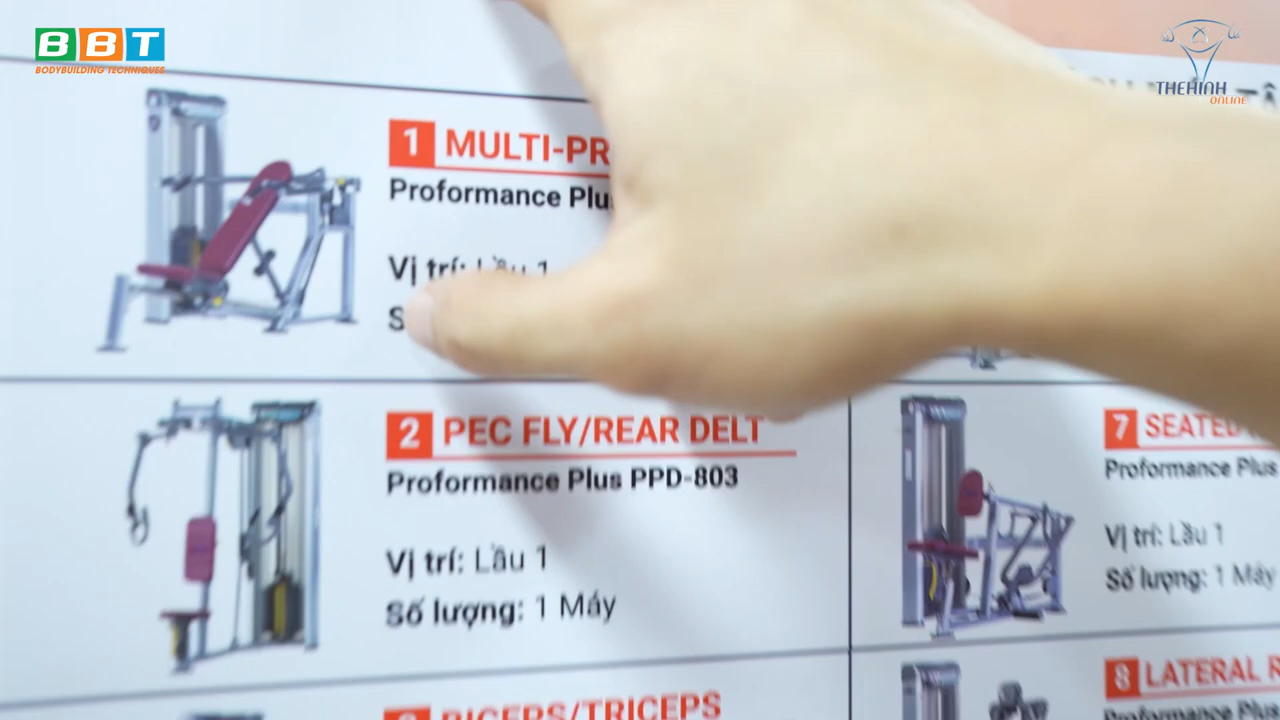 BBT
BODYBUILDING TECHNIQUES
THEHINH
ONLINE
1 MULTI-PR
Proformance Plu
Vị trí: Lầu 1
S
2 PEC FLY/REAR DELT
Proformance Plus PPD-803
Vị trí: Lầu 1
Số lượng: 1 Máy
BICEPS/TRICEPS
7 SEATED
Proformance Plus
Vị trí: Lầu 1
Số lượng: 1 Máy
8 LATERAL R
Proformance Plus